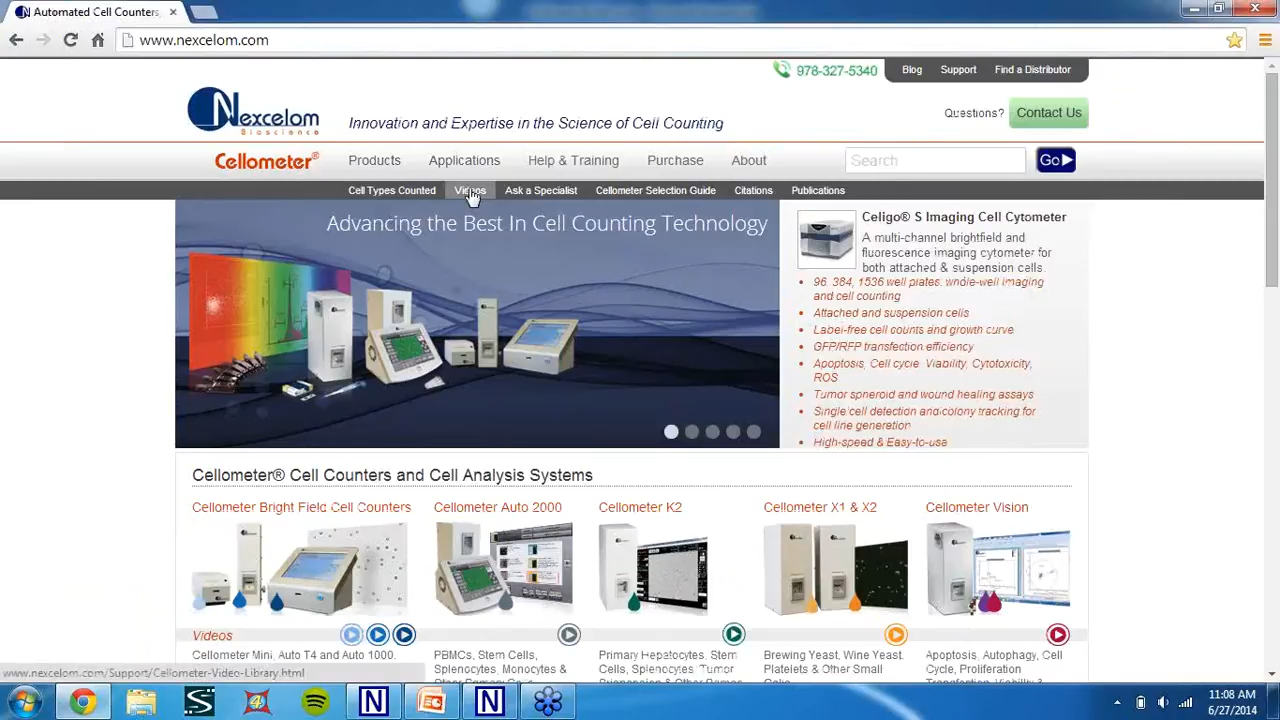 Automated Cell Counters,
www.nexcelom.com
978-327-5340
Blog
Support
Find a Distributor
Nexcelom
Bioscience
Innovation and Expertise in the Science of Cell Counting
Questions?
Contact Us
Cellometer®
Products
Applications
Help & Training
Purchase
About
Search
Go
Cell Types Counted
Videos
Ask a Specialist
Cellometer Selection Guide
Citations
Publications
Advancing the Best In Cell Counting Technology
Celigo® S Imaging Cell Cytometer
A multi-channel brightfield and
fluorescence imaging cytometer for
both attached & suspension cells.
96, 384, 1536 well plates: whole-well imaging
and cell counting
Attached and suspension cells
Label-free cell counts and growth curve
GFP/RFP transfection efficiency
Apoptosis, Cell cycle, Viability, Cytotoxicity,
ROS
Tumor spheroid and wound healing assays
Single cell detection and colony tracking for
cell line generation
High-speed & Easy-to-use
Cellometer® Cell Counters and Cell Analysis Systems
Cellometer Bright Field Cell Counters
Cellometer Auto 2000
Cellometer K2
Cellometer X1 & X2
Cellometer Vision
Videos
Cellometer Mini, Auto T4 and Auto 1000.
PBMCs, Stem Cells,
Splenocytes, Monocytes &
Primary Hepatocytes, Stem
Cells, Splenocytes, Tumor
Brewing Yeast, Wine Yeast,
Platelets & Other Small
Apoptosis, Autophagy, Cell
Cycle, Proliferation
www.nexcelom.com/Support/Cellometer-Video-Library.html
11:08 AM
6/27/2014